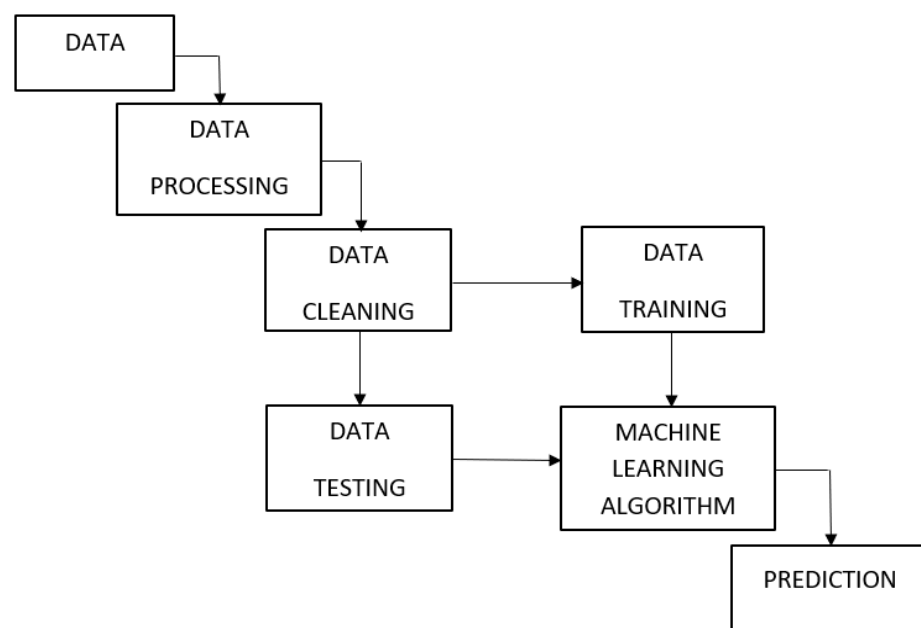 DATA
DATA
PROCESSING
DATA
CLEANING
DATA
TRAINING
DATA
TESTING
MACHINE
LEARNING
ALGORITHM
PREDICTION